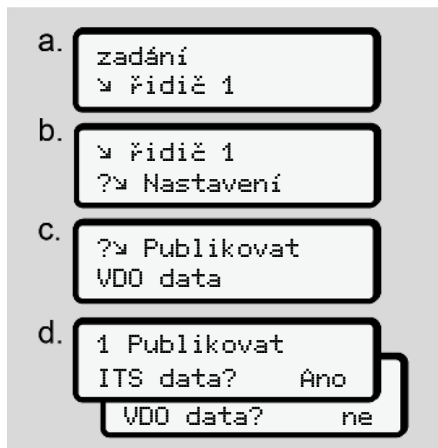 a.
zadání
↘ řidič 1
b.
↘ řidič 1
?↘ Nastavení
c.
?↘ Publikovat
VDO data
d.
1 Publikovat
ITS data? Ano
VDO data? ne